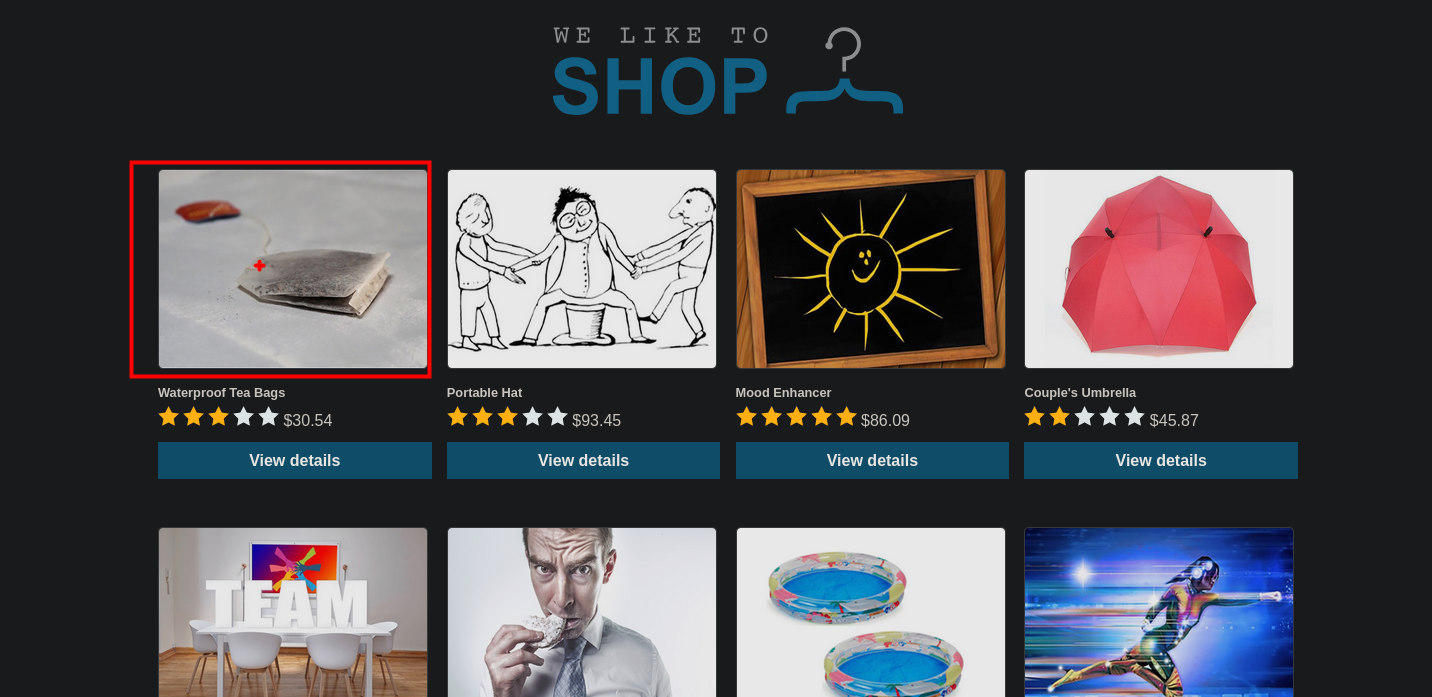 WE LIKE TO
SHOP
Waterproof Tea Bags
$30.54
View details
Portable Hat
$93.45
View details
Mood Enhancer
$86.09
View details
Couple's Umbrella
$45.87
View details
TEAM